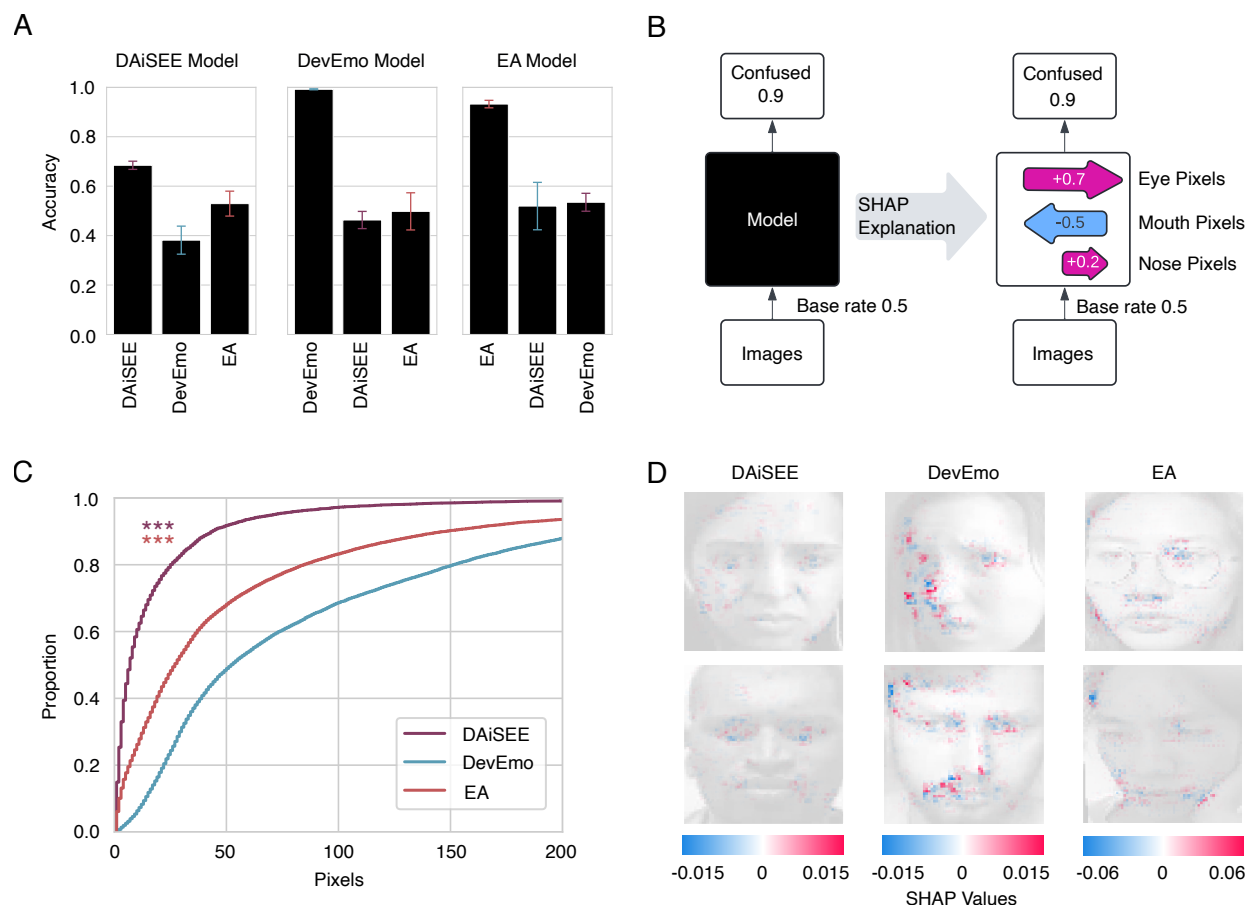 A
DAiSEE Model
DevEmo Model
EA Model
Accuracy
1.0
0.8
0.6
0.4
0.2
0.0
DAiSEE
DevEmo
EA
DevEmo
DAiSEE
EA
EA
DAiSEE
DevEmo
B
Confused
0.9
Model
Base rate 0.5
Images
SHAP
Explanation
Confused
0.9
+0.7
Eye Pixels
-0.5
Mouth Pixels
+0.2
Nose Pixels
Base rate 0.5
Images
C
Proportion
1.0
0.8
0.6
0.4
0.2
0.0
***
***
DAiSEE
DevEmo
EA
0 50 100 150 200
Pixels
D
DAiSEE
DevEmo
EA
-0.015 0 0.015
-0.015 0 0.015
-0.06 0 0.06
SHAP Values